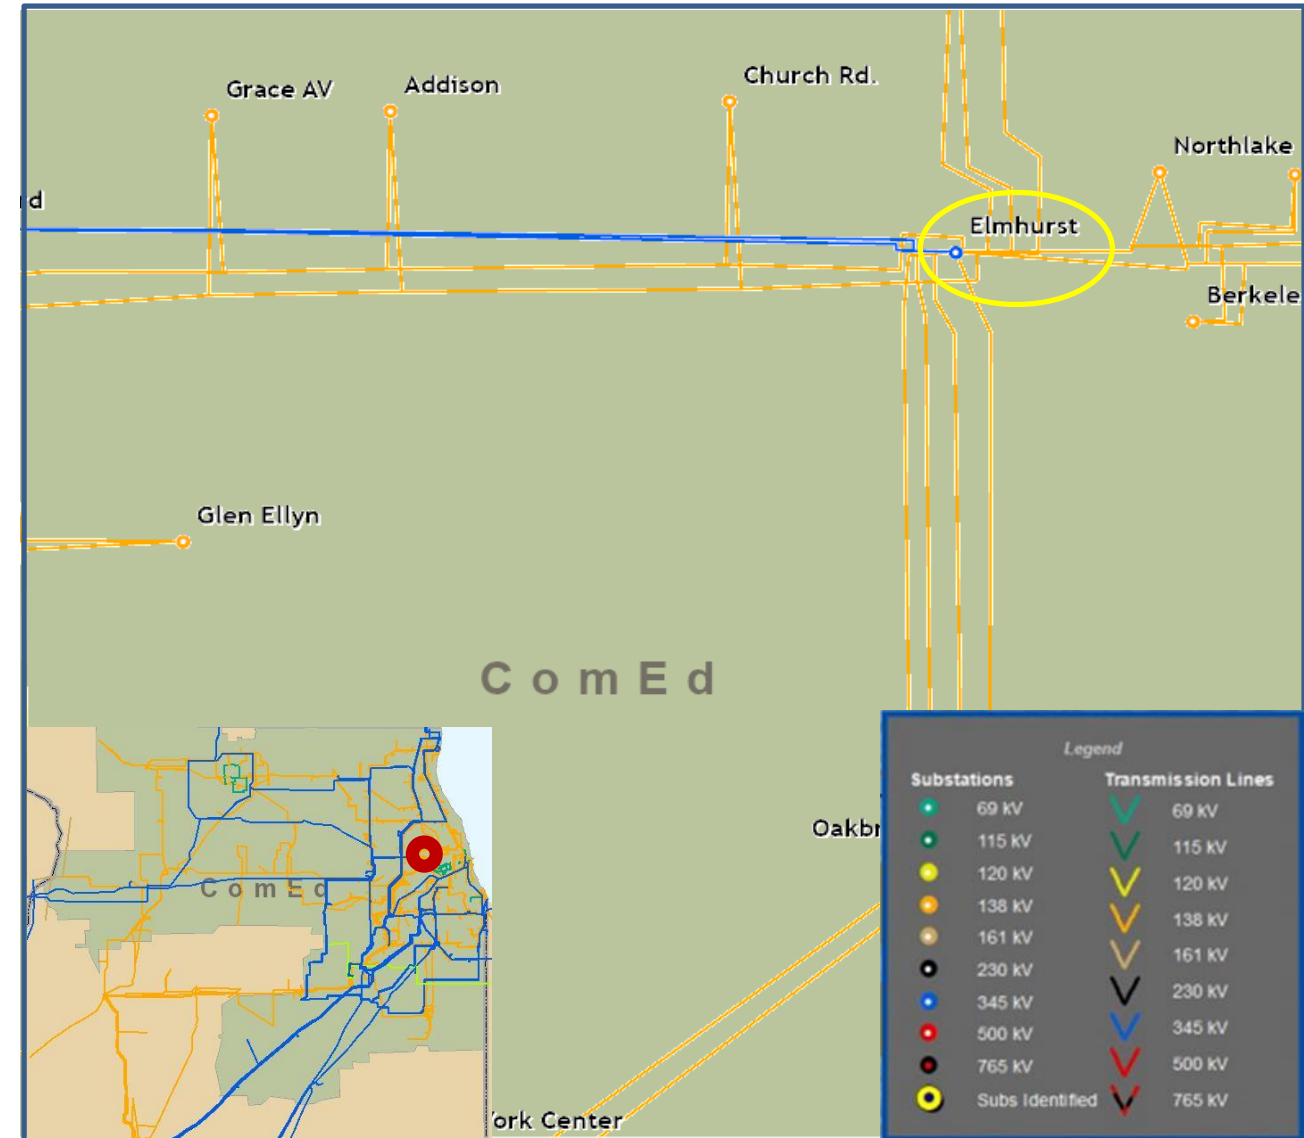 Grace AV
Addison
Church Rd.
Northlake
d
Elmhurst
Berkele
Glen Ellyn
ComEd
Oakbr
York Center
ComEd
Legend
Substations
69 kV
115 kV
120 kV
138 kV
161 kV
230 kV
345 kV
500 kV
765 kV
Subs Identified
Transmission Lines
69 kV
115 kV
120 kV
138 kV
161 kV
230 kV
345 kV
500 kV
765 kV